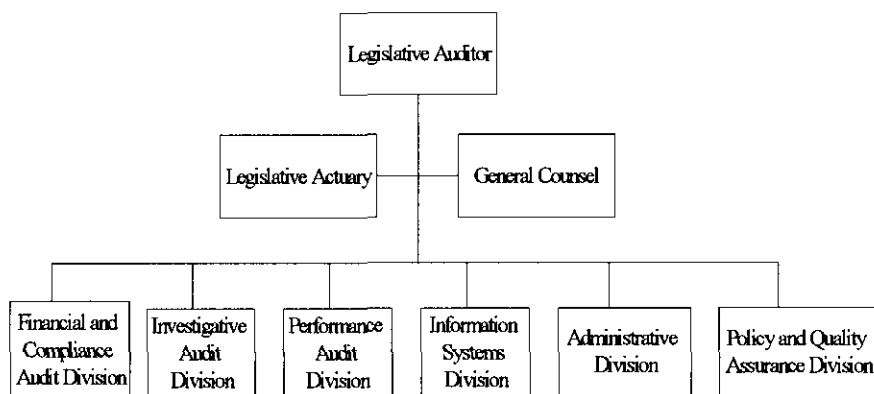 Legislative Auditor
Legislative Actuary
General Counsel
Financial and
Compliance
Audit Division
Investigative
Audit
Division
Performance
Audit
Division
Information
Systems
Division
Administrative
Division
Policy and Quality
Assurance Division